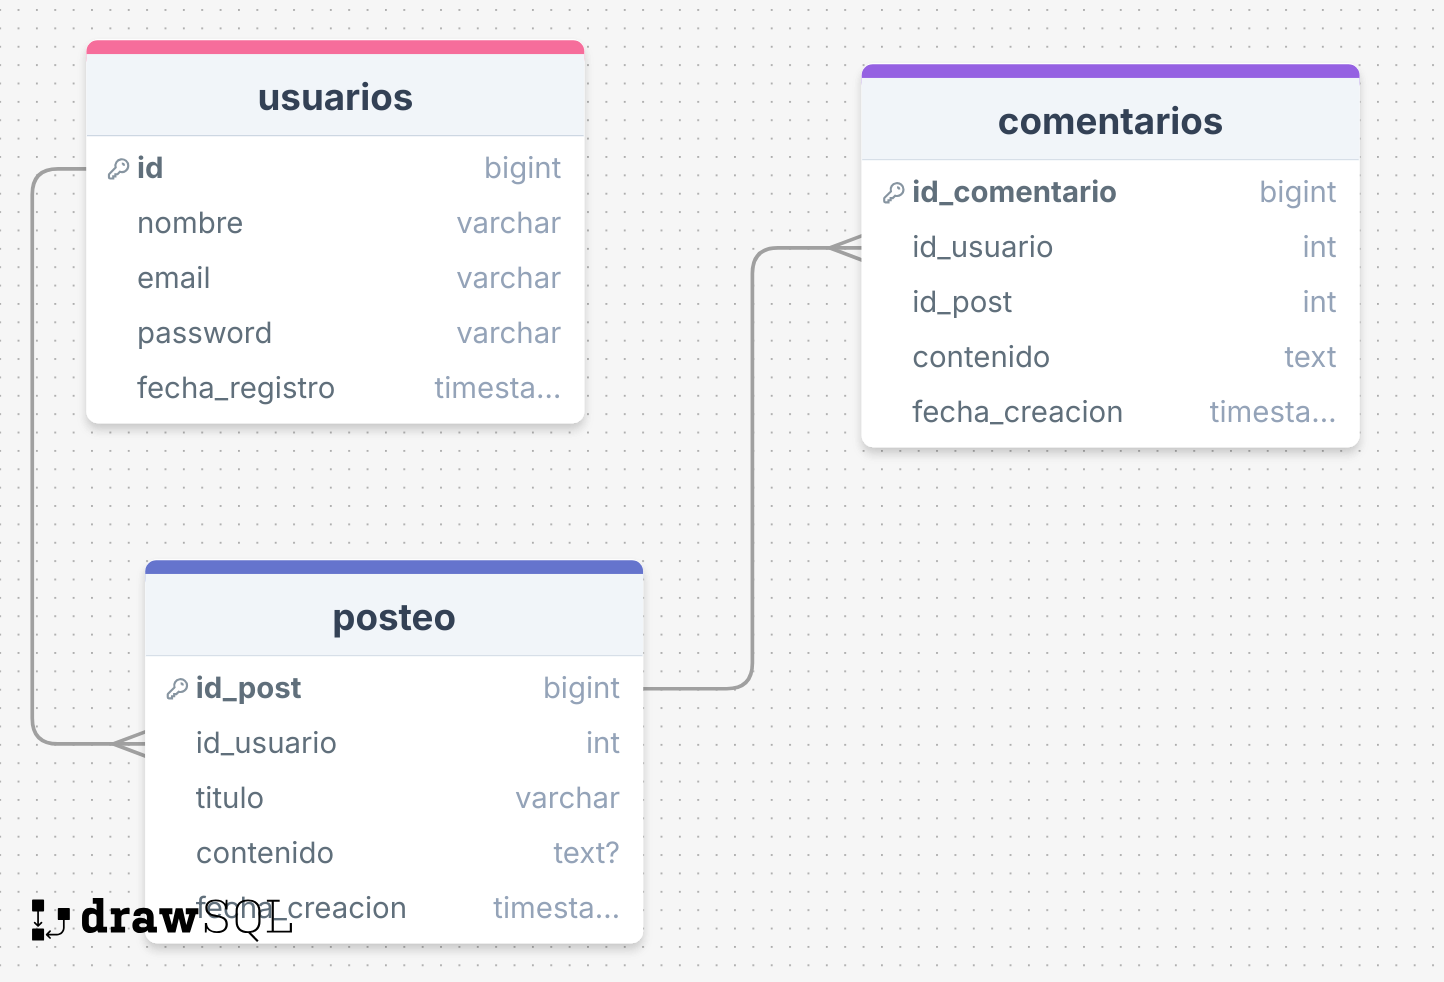 usuarios
id bigint
nombre varchar
email varchar
password varchar
fecha_registro timesta...
comentarios
id_comentario bigint
id_usuario int
id_post int
contenido text
fecha_creacion timesta...
posteo
id_post bigint
id_usuario int
titulo varchar
contenido text?
fecha_creacion timesta...
drawSQL